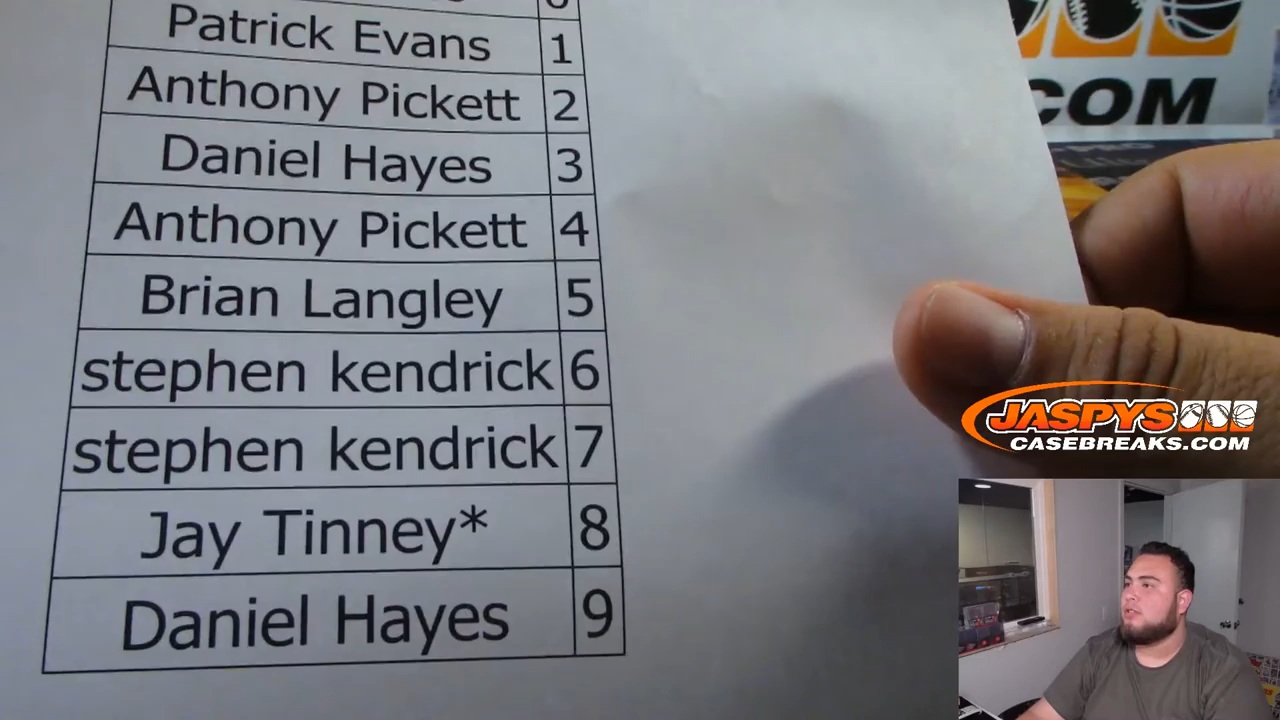 0
Patrick Evans 1
Anthony Pickett 2
Daniel Hayes 3
Anthony Pickett 4
Brian Langley 5
stephen kendrick 6
stephen kendrick 7
Jay Tinney* 8
Daniel Hayes 9
.COM
JASPYS
CASEBREAKS.COM